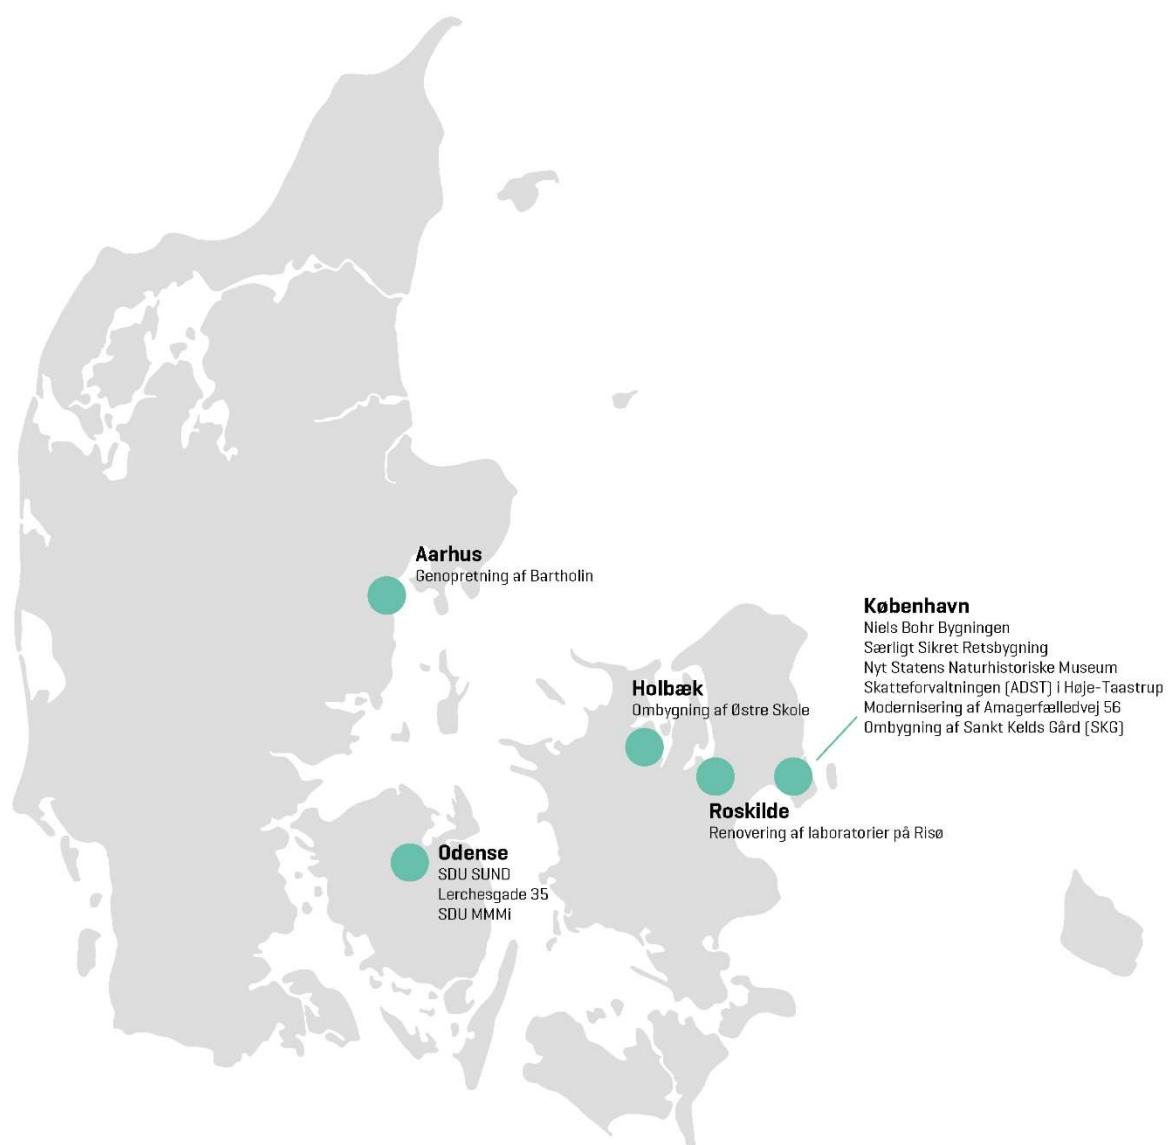 Aarhus
Genopretning af Bartholin
København
Niels Bohr Bygningen
Særligt Sikret Retsbygning
Nyt Statens Naturhistoriske Museum
Skatteforvaltningen (ADST) i Høje-Taastrup
Modernisering af Amagerfælledvej 56
Ombygning af Sankt Kelds Gård (SKG)
Holbæk
Ombygning af Østre Skole
Roskilde
Renovering af laboratorier på Risø
Odense
SDU SUND
Lerchesgade 35
SDU MMMi